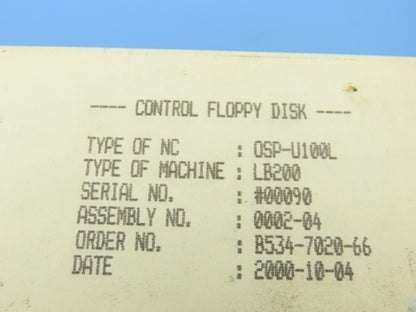 ---- CONTROL FLOPPY DISK ----
TYPE OF NC : OSP-U100L
TYPE OF MACHINE : LB200
SERIAL NO. : #00090
ASSEMBLY NO. : 0002-04
ORDER NO. : B534-7020-66
DATE : 2000-10-04